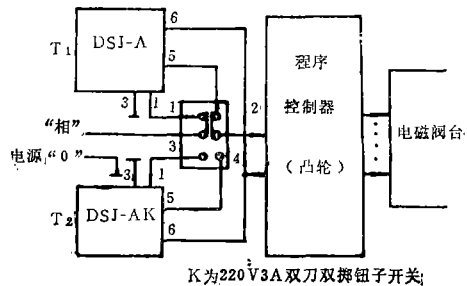 6
DSJ-A
T1
5
3 1 1 2
"相"
3
电源"0"
4
3 1
5
T2
DSJ-AK
6
程序
控制器
(凸轮)
电磁阀台
K为220V3A双刀双掷钮子开关